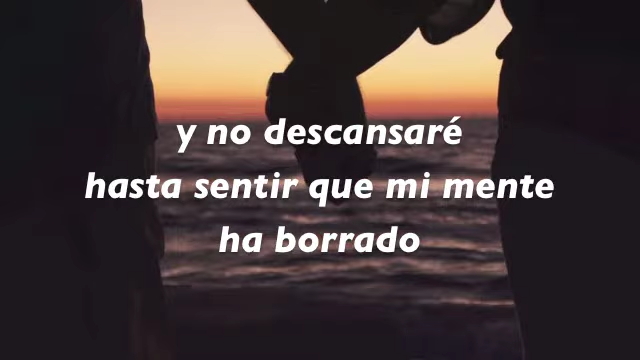 y no descansaré
hasta sentir que mi mente
ha borrado